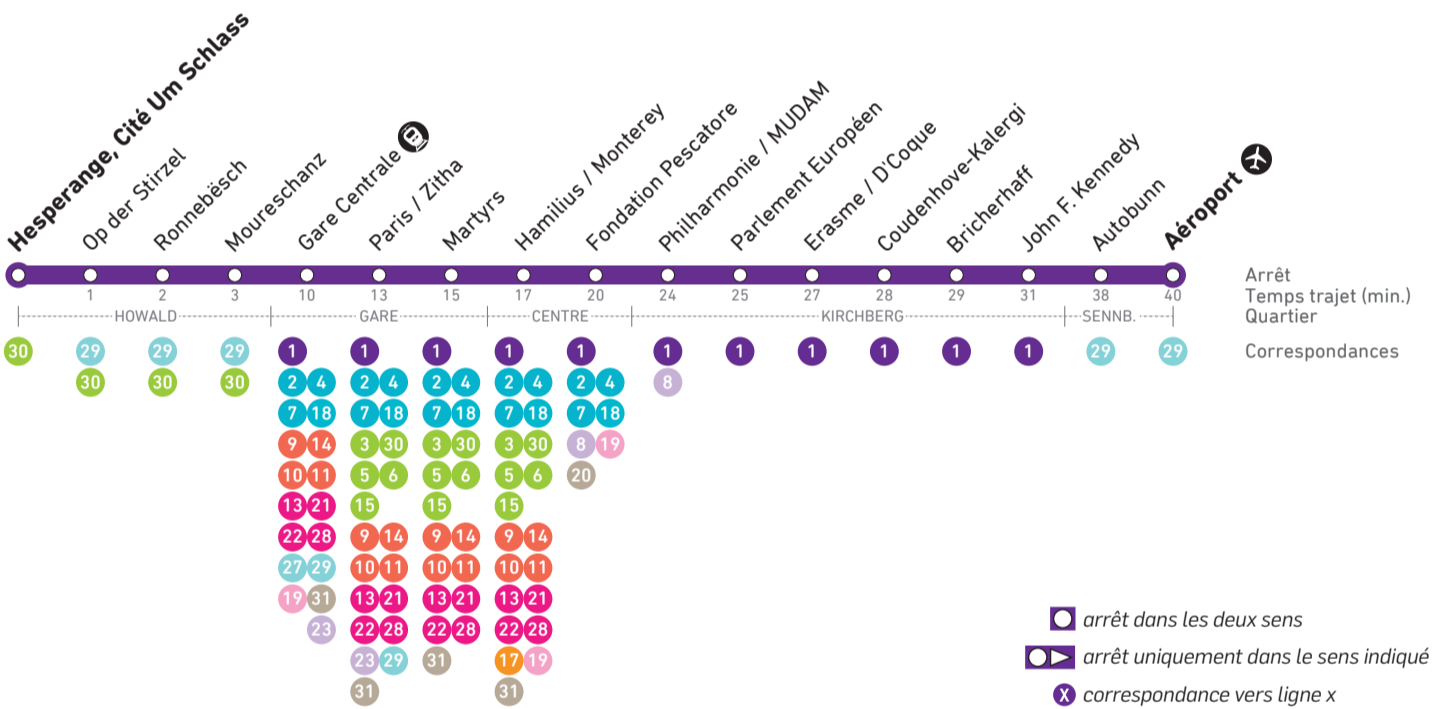 Hesperange, Cité Um Schlass
Op der Stirzel
Ronnebësch
Moureschanz
Gare Centrale
Paris / Zitha
Martyrs
Hamilius / Monterey
Fondation Pescatore
Philharmonie / MUDAM
Parlement Européen
Erasme / D'Coque
Coudenhove-Kalergi
Bricherhaff
John F. Kennedy
Autobunn
Aéroport
Arrêt
1 2 3 10 13 15 17 20 24 25 27 28 29 31 38 40 Temps trajet (min.)
HOWALD GARE CENTRE KIRCHBERG SENNB. Quartier
30 29 29 29 1 1 1 1 1 1 1 1 1 1 1 29 29 Correspondances
30 30 30 2 4 2 4 2 4 2 4 2 4 8
7 18 7 18 7 18 7 18 7 18
9 14 3 30 3 30 3 30 8 19
10 11 5 6 5 6 5 6 20
13 21 15 15 15
22 28 9 14 9 14 9 14
27 29 10 11 10 11 10 11
19 31 13 21 13 21 13 21
23 22 28 22 28 22 28
23 29 31 17 19
31 31
arrêt dans les deux sens
arrêt uniquement dans le sens indiqué
X correspondance vers ligne x